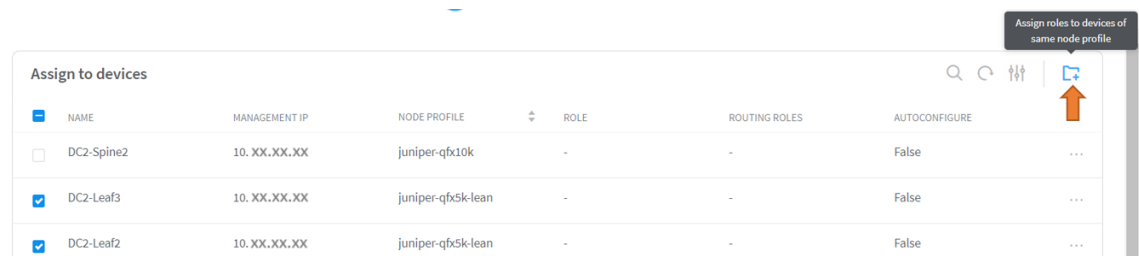 Assign roles to devices of
same node profile
Assign to devices
NAME MANAGEMENT IP NODE PROFILE ROLE ROUTING ROLES AUTOCONFIGURE
DC2-Spine2 10. XX.XX.XX juniper-qfx10k - - False ...
DC2-Leaf3 10. XX.XX.XX juniper-qfx5k-lean - - False ...
DC2-Leaf2 10. XX.XX.XX juniper-qfx5k-lean - - False ...